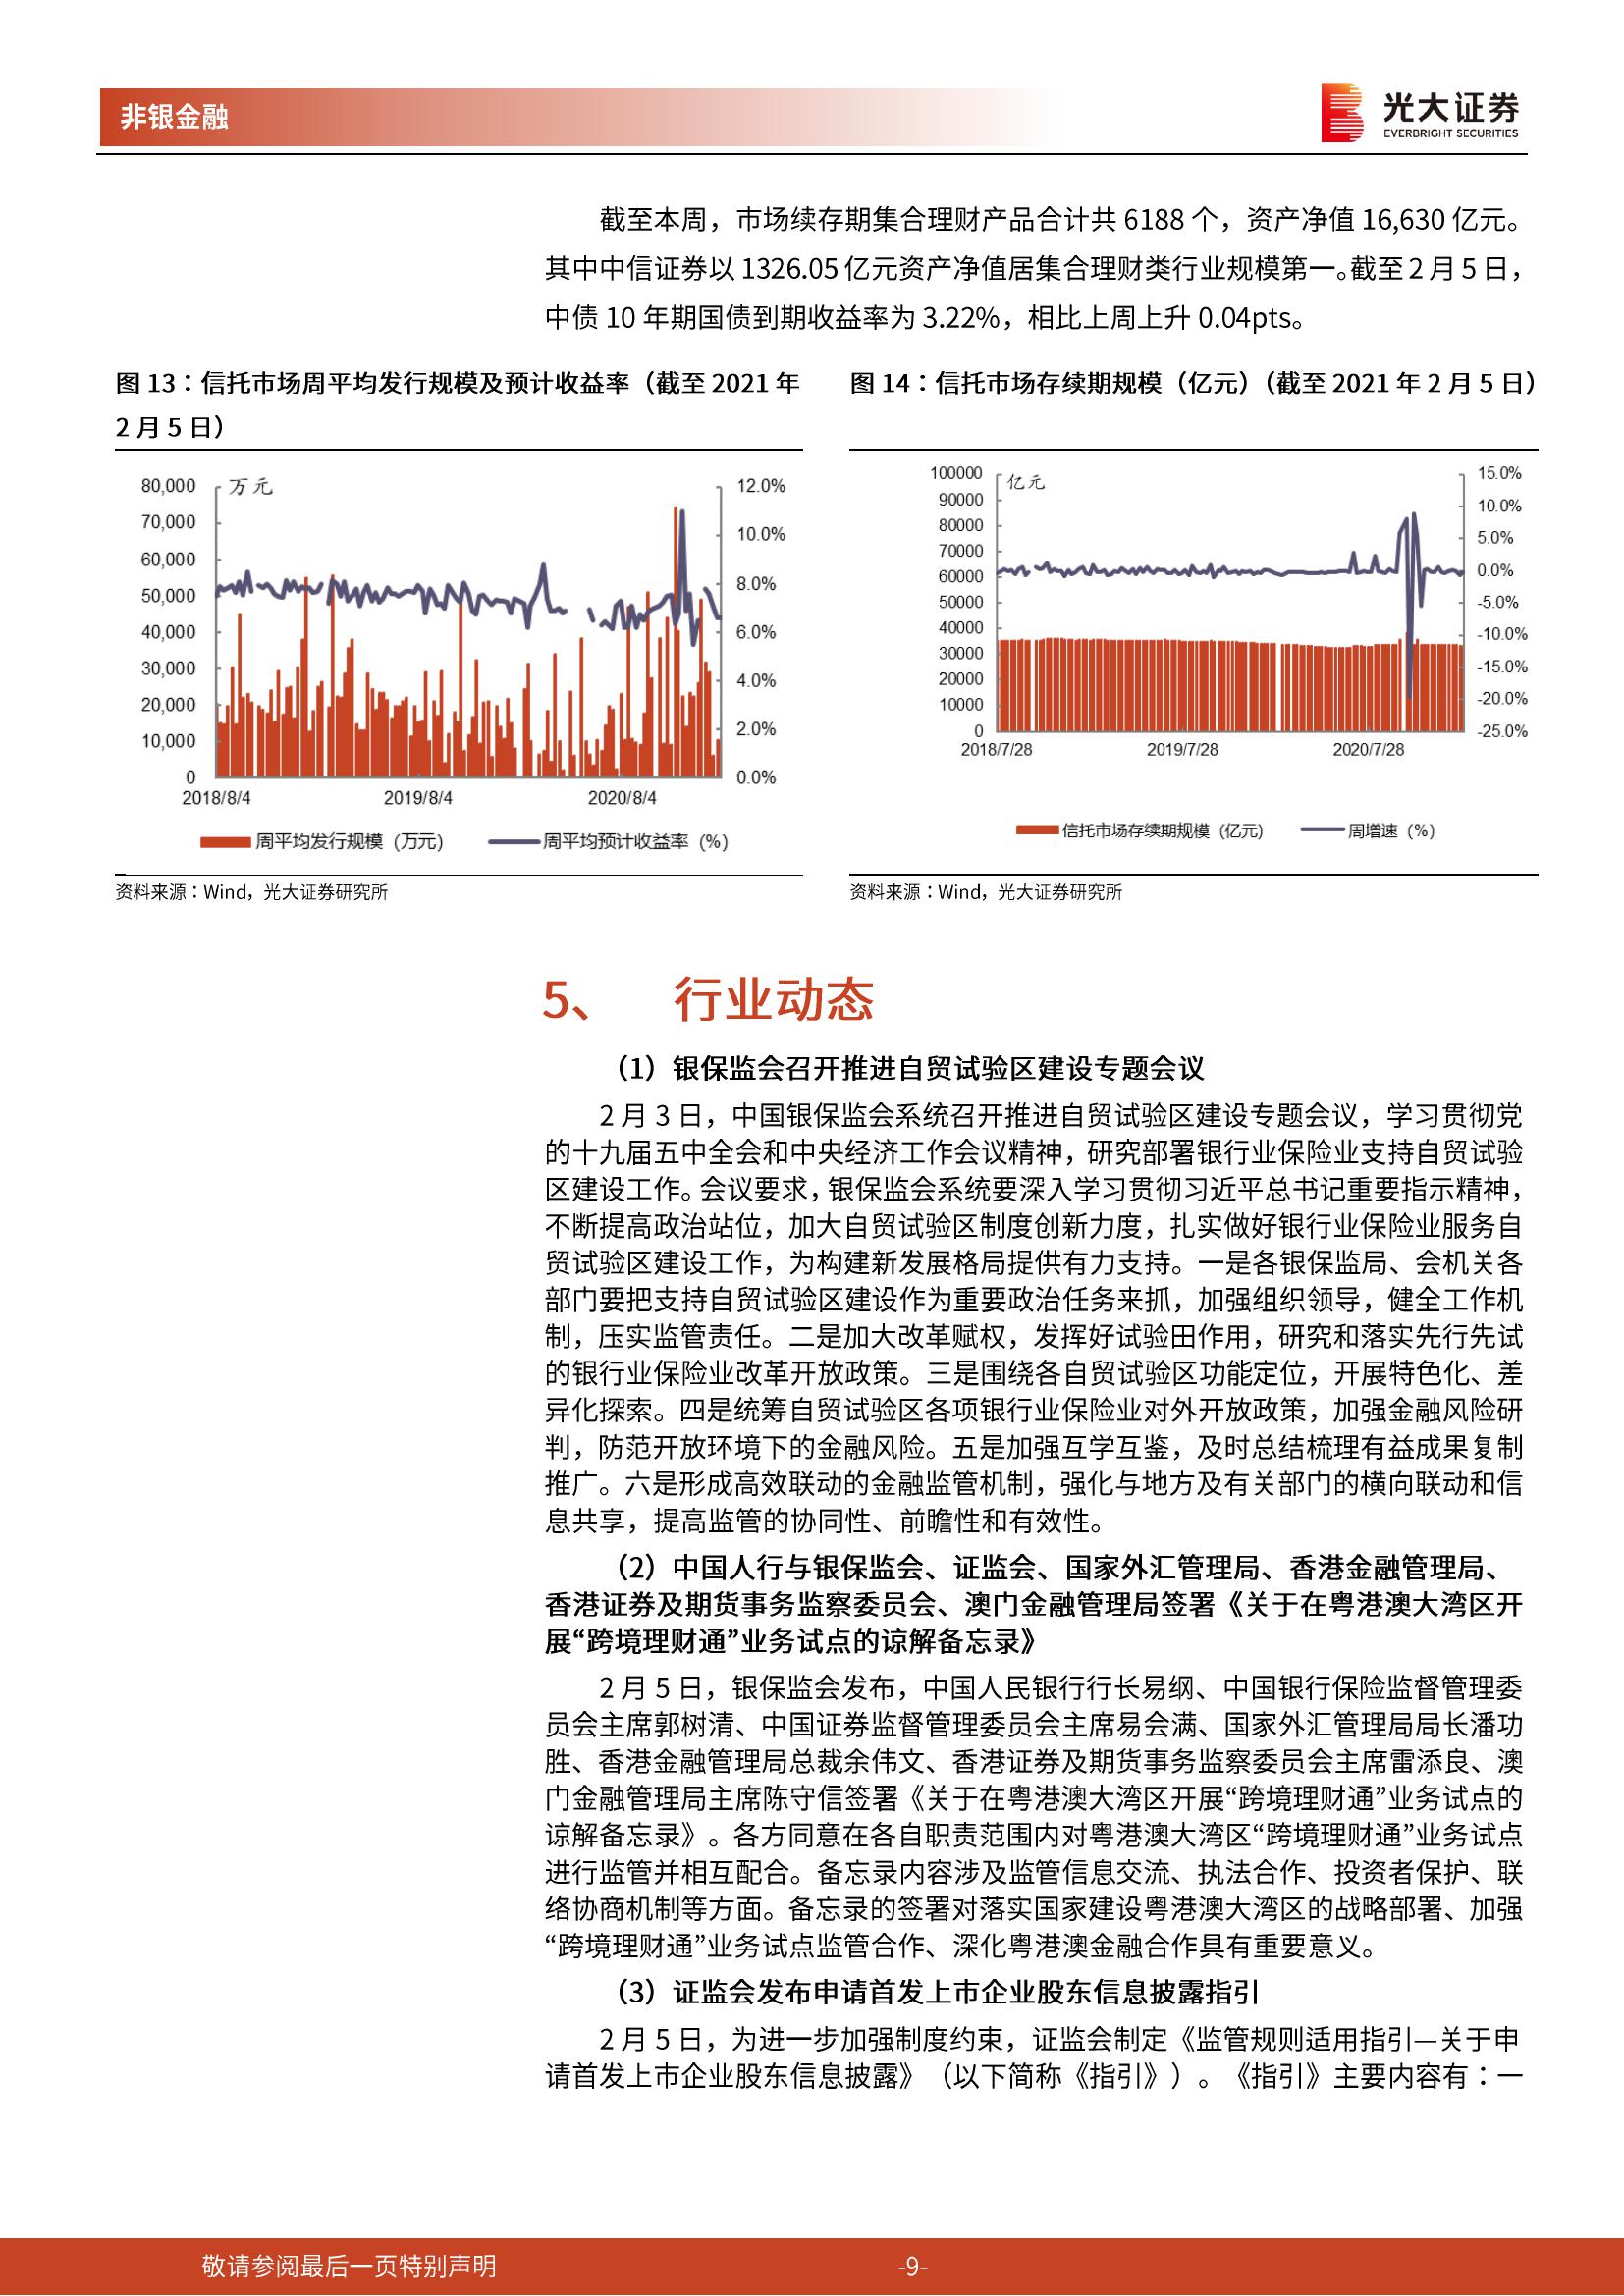 非银金融
光大证券
EVERBRIGHT SECURITIES
截至本周，市场续存期集合理财产品合计共 6188 个，资产净值 16,630 亿元。
其中中信证券以 1326.05 亿元资产净值居集合理财类行业规模第一。截至 2 月 5 日，
中债 10 年期国债到期收益率为 3.22%，相比上周上升 0.04pts。
图 13：信托市场周平均发行规模及预计收益率（截至 2021 年
2 月 5 日）
80,000
70,000
60,000
50,000
40,000
30,000
20,000
10,000
0
万元
12.0%
10.0%
8.0%
6.0%
4.0%
2.0%
0.0%
2018/8/4 2019/8/4 2020/8/4
周平均发行规模（万元） 周平均预计收益率（%）
资料来源：Wind，光大证券研究所
图 14：信托市场存续期规模（亿元）（截至 2021 年 2 月 5 日）
100000
90000
80000
70000
60000
50000
40000
30000
20000
10000
0
亿元
15.0%
10.0%
5.0%
0.0%
-5.0%
-10.0%
-15.0%
-20.0%
-25.0%
2018/7/28 2019/7/28 2020/7/28
信托市场存续期规模（亿元） 周增速（%）
资料来源：Wind，光大证券研究所
5、 行业动态
（1）银保监会召开推进自贸试验区建设专题会议
2 月 3 日，中国银保监会系统召开推进自贸试验区建设专题会议，学习贯彻党
的十九届五中全会和中央经济工作会议精神，研究部署银行业保险业支持自贸试验
区建设工作。会议要求，银保监会系统要深入学习贯彻习近平总书记重要指示精神，
不断提高政治站位，加大自贸试验区制度创新力度，扎实做好银行业保险业服务自
贸试验区建设工作，为构建新发展格局提供有力支持。一是各银保监局、会机关各
部门要把支持自贸试验区建设作为重要政治任务来抓，加强组织领导，健全工作机
制，压实监管责任。二是加大改革赋权，发挥好试验田作用，研究和落实先行先试
的银行业保险业改革开放政策。三是围绕各自贸试验区功能定位，开展特色化、差
异化探索。四是统筹自贸试验区各项银行业保险业对外开放政策，加强金融风险研
判，防范开放环境下的金融风险。五是加强互学互鉴，及时总结梳理有益成果复制
推广。六是形成高效联动的金融监管机制，强化与地方及有关部门的横向联动和信
息共享，提高监管的协同性、前瞻性和有效性。
（2）中国人行与银保监会、证监会、国家外汇管理局、香港金融管理局、
香港证券及期货事务监察委员会、澳门金融管理局签署《关于在粤港澳大湾区开
展“跨境理财通”业务试点的谅解备忘录》
2 月 5 日，银保监会发布，中国人民银行行长易纲、中国银行保险监督管理委
员会主席郭树清、中国证券监督管理委员会主席易会满、国家外汇管理局局长潘功
胜、香港金融管理局总裁余伟文、香港证券及期货事务监察委员会主席雷添良、澳
门金融管理局主席陈守信签署《关于在粤港澳大湾区开展“跨境理财通”业务试点的
谅解备忘录》。各方同意在各自职责范围内对粤港澳大湾区“跨境理财通”业务试点
进行监管并相互配合。备忘录内容涉及监管信息交流、执法合作、投资者保护、联
络协商机制等方面。备忘录的签署对落实国家建设粤港澳大湾区的战略部署、加强
“跨境理财通”业务试点监管合作、深化粤港澳金融合作具有重要意义。
（3）证监会发布申请首发上市企业股东信息披露指引
2 月 5 日，为进一步加强制度约束，证监会制定《监管规则适用指引—关于申
请首发上市企业股东信息披露》（以下简称《指引》）。《指引》主要内容有：一
敬请参阅最后一页特别声明
-9-